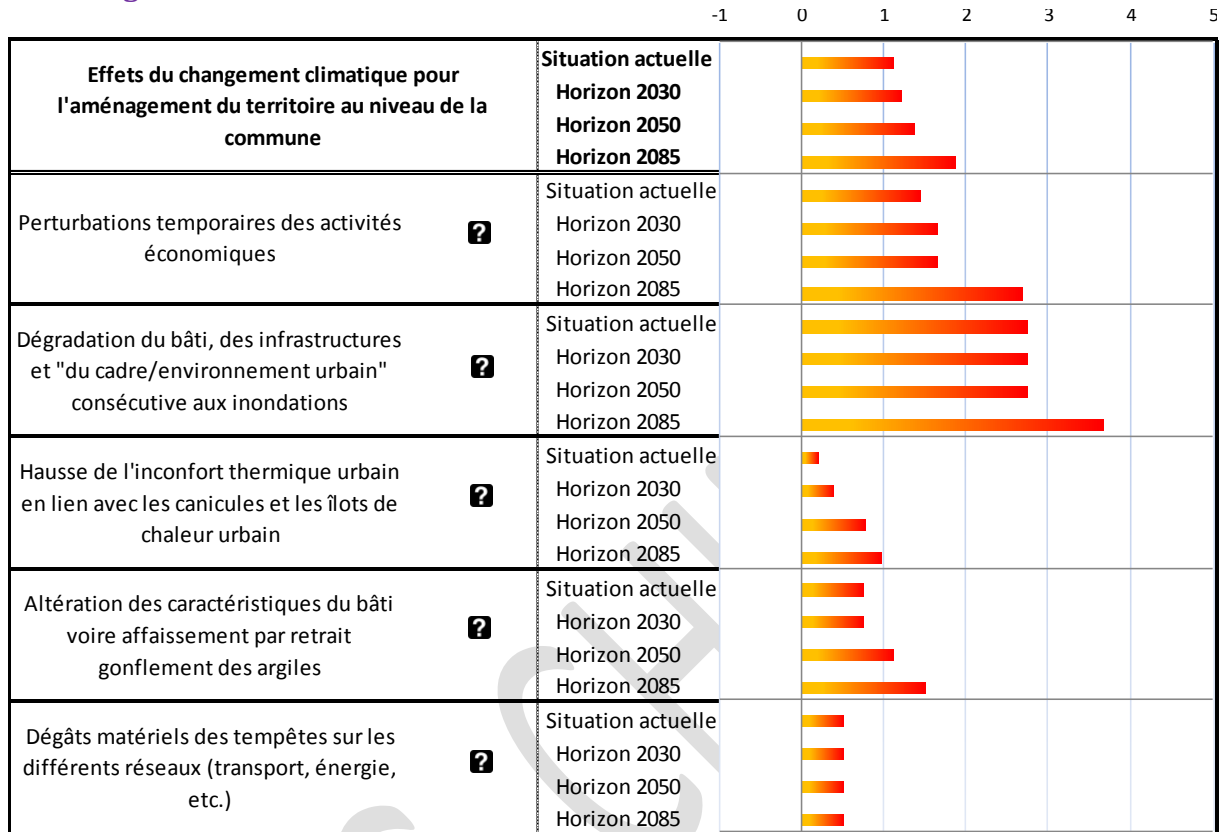 -1 0 1 2 3 4 5
Effets du changement climatique pour
l'aménagement du territoire au niveau de la
commune
Situation actuelle
Horizon 2030
Horizon 2050
Horizon 2085
Perturbations temporaires des activités
économiques
?
Situation actuelle
Horizon 2030
Horizon 2050
Horizon 2085
Dégradation du bâti, des infrastructures
et "du cadre/environnement urbain"
consécutive aux inondations
?
Situation actuelle
Horizon 2030
Horizon 2050
Horizon 2085
Hausse de l'inconfort thermique urbain
en lien avec les canicules et les îlots de
chaleur urbain
?
Situation actuelle
Horizon 2030
Horizon 2050
Horizon 2085
Altération des caractéristiques du bâti
voire affaissement par retrait
gonflement des argiles
?
Situation actuelle
Horizon 2030
Horizon 2050
Horizon 2085
Dégâts matériels des tempêtes sur les
différents réseaux (transport, énergie,
etc.)
?
Situation actuelle
Horizon 2030
Horizon 2050
Horizon 2085